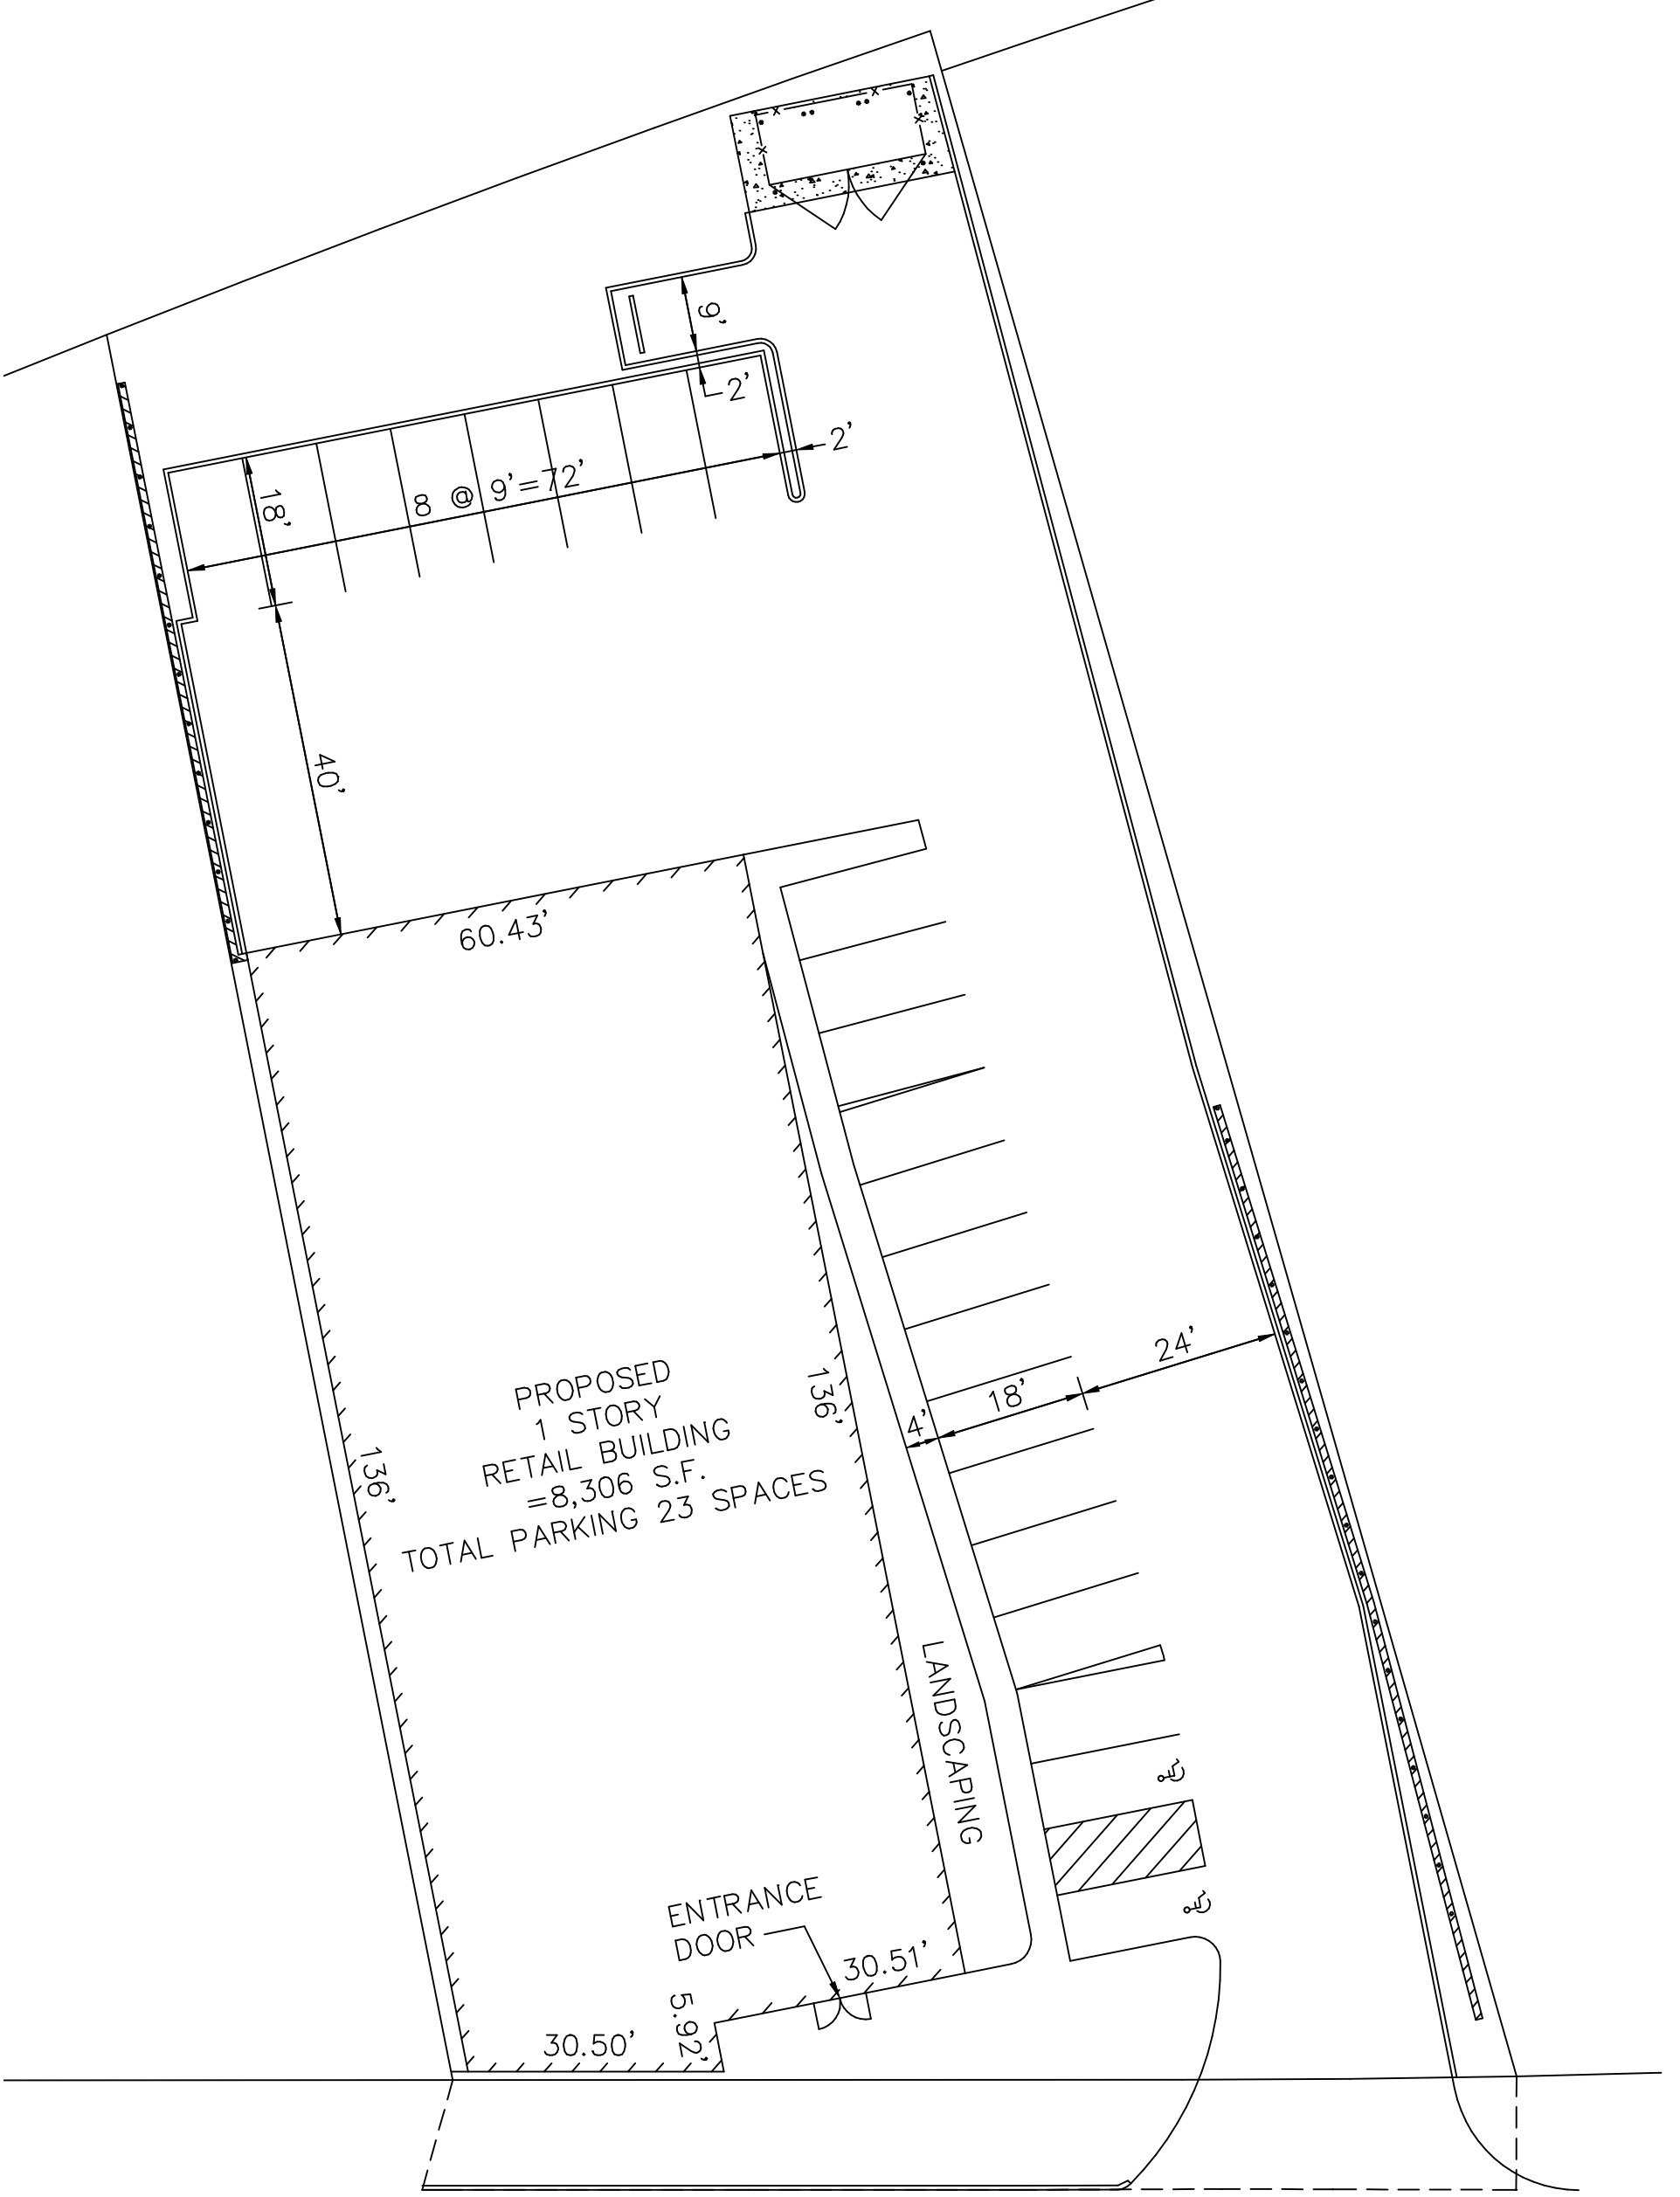 9'
2'
2'
8 @ 9'=72'
18'
40'
60.43'
24'
18'
4'
136'
136'
PROPOSED
1 STORY
RETAIL BUILDING
=8,306 S.F.
TOTAL PARKING 23 SPACES
LANDSCAPING
ENTRANCE
DOOR
30.51'
5.92'
30.50'